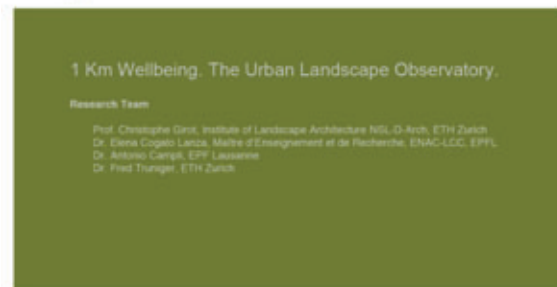 1 Km Wellbeing. The Urban Landscape Observatory.
Research Team
Prof. Christophe Girot, Institute of Landscape Architecture NSL-D-Arch, ETH Zurich
Dr. Elena Cogato Lanza, Maître d'Enseignement et de Recherche, ENAC-LCC, EPFL
Dr. Antonio Campli, EPF Lausanne
Dr. Fred Truniger, ETH Zurich